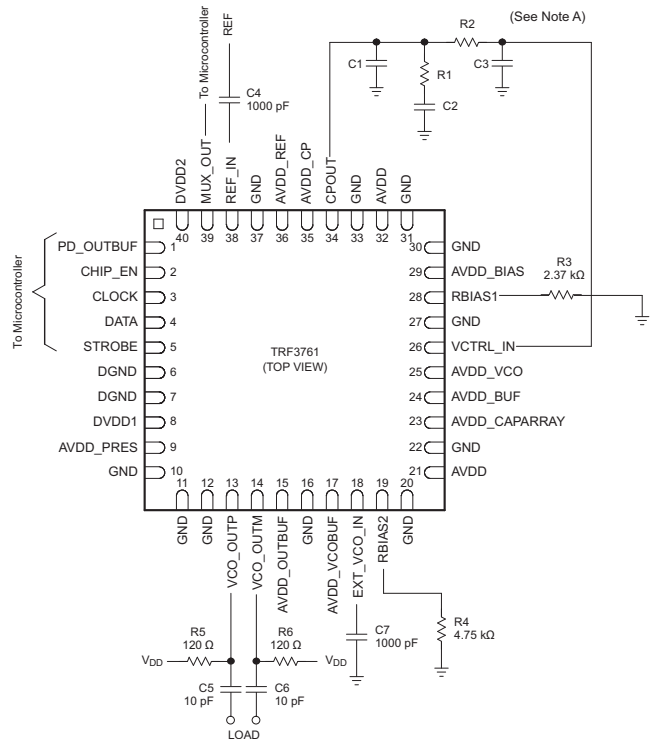 (See Note A)
To Microcontroller
REF
C4
1000 pF
C1
R1
C2
R2
C3
DVDD2
MUX_OUT
REF_IN
GND
AVDD_REF
AVDD_CP
CPOUT
GND
AVDD
GND
40
39
38
37
36
35
34
33
32
31
To Microcontroller
PD_OUTBUF
1
CHIP_EN
2
CLOCK
3
DATA
4
STROBE
5
DGND
6
DGND
7
DVDD1
8
AVDD_PRES
9
GND
10
TRF3761
(TOP VIEW)
30
GND
29
AVDD_BIAS
28
RBIAS1
27
GND
26
VCTRL_IN
25
AVDD_VCO
24
AVDD_BUF
23
AVDD_CAPARRAY
22
GND
21
AVDD
R3
2.37 kΩ
11
12
13
14
15
16
17
18
19
20
GND
GND
VCO_OUTP
VCO_OUTM
AVDD_OUTBUF
GND
AVDD_VCOBUF
EXT_VCO_IN
RBIAS2
GND
R5
120 Ω
R6
120 Ω
VDD
VDD
C5
10 pF
C6
10 pF
LOAD
C7
1000 pF
R4
4.75 kΩ